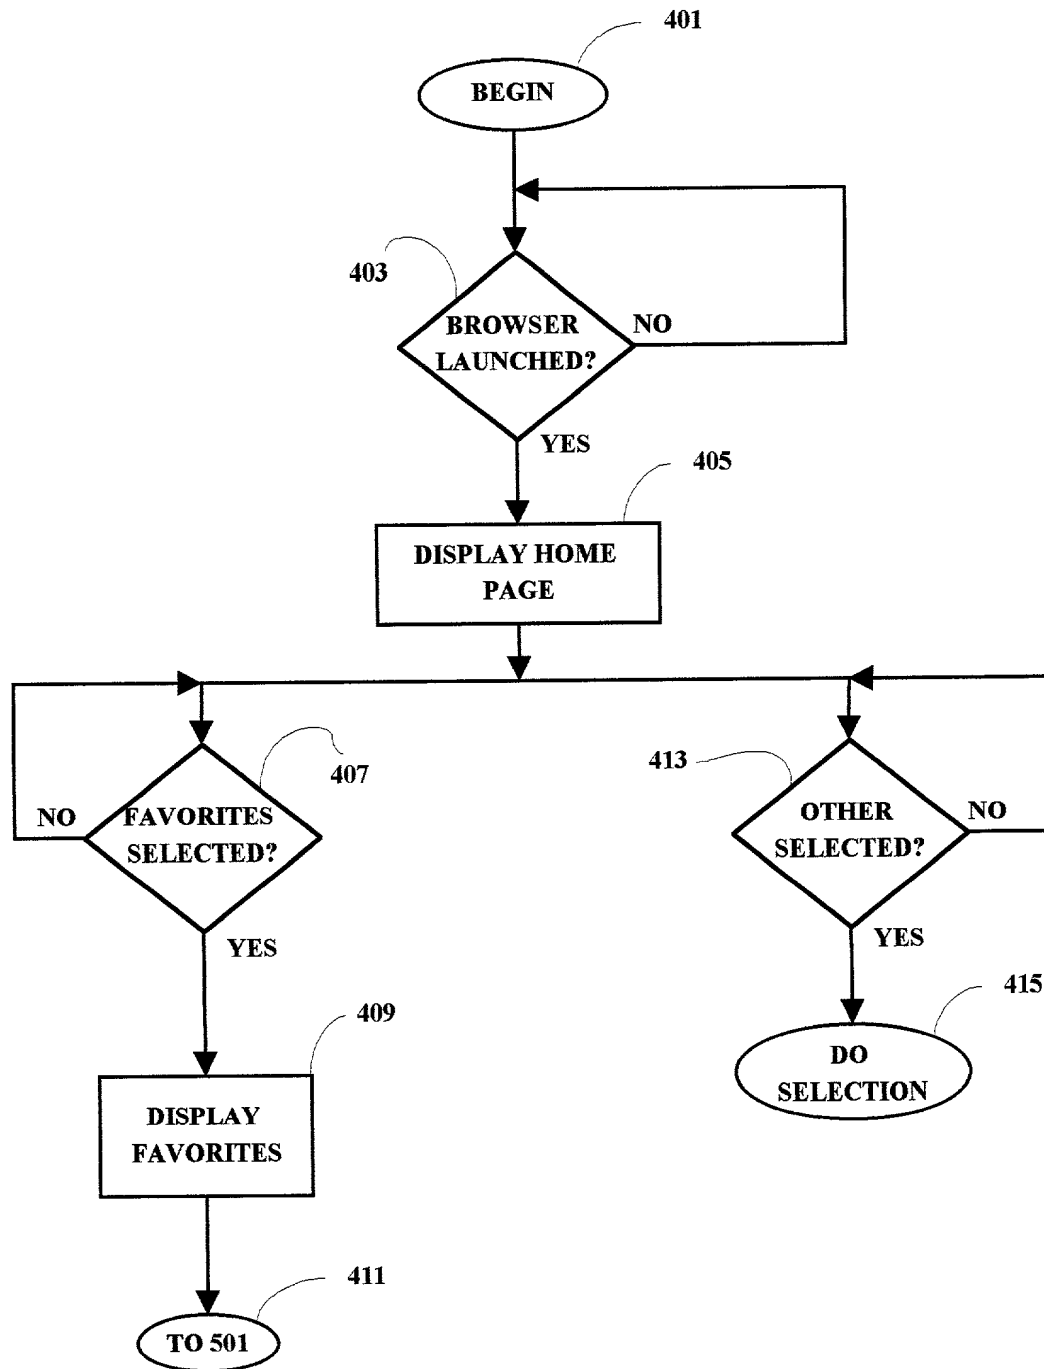 401
BEGIN
403
BROWSER
LAUNCHED?
NO
YES
405
DISPLAY HOME
PAGE
407
NO
FAVORITES
SELECTED?
YES
409
DISPLAY
FAVORITES
411
TO 501
413
OTHER
SELECTED?
NO
YES
415
DO
SELECTION